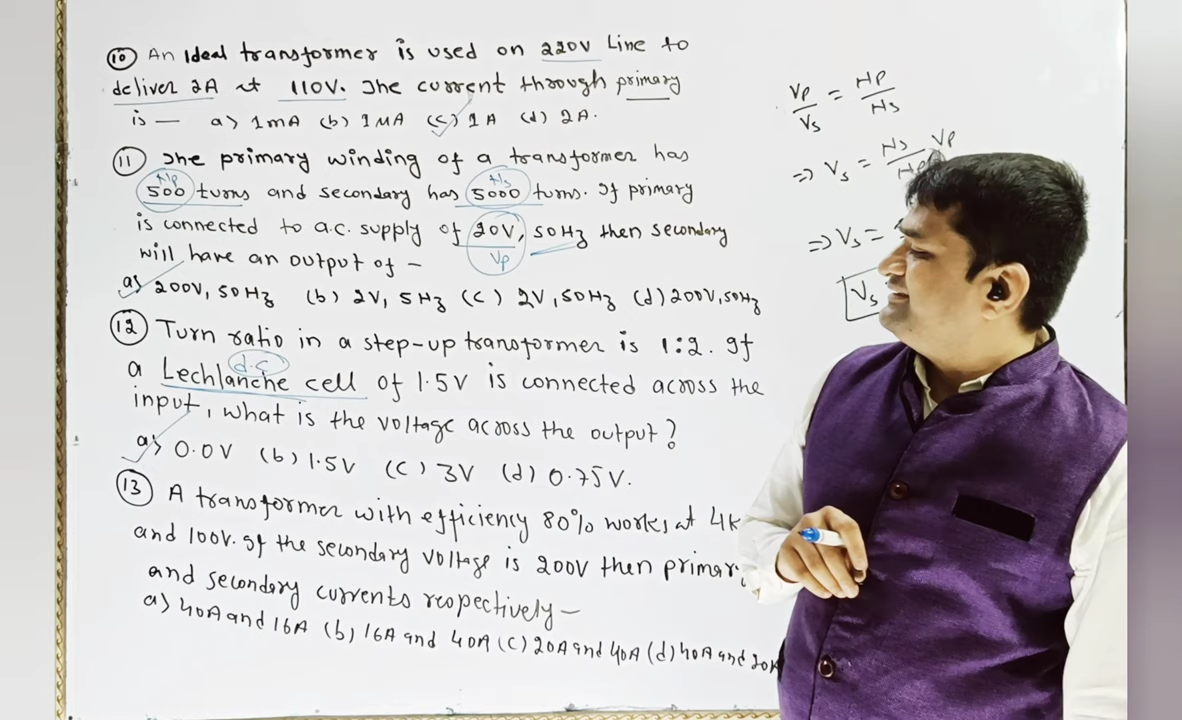 (10) An Ideal transformer is used on 220V Line to
deliver 2A at 110V. The current through primary
is — a) 1mA (b) 1MA (c) 1A (d) 2A.
(11) The primary winding of a transformer has
Np Ns
500 turns and secondary has 5000 turns. If primary
is connected to a.c. supply of 20V, 50Hz then secondary
Vp
will have an output of —
a) 200V, 50Hz (b) 2V, 5Hz (c) 2V, 50Hz (d) 200V, 50Hz
(12) Turn ratio in a step-up transformer is 1:2. If
d.c
a Lechlanche cell of 1.5V is connected across the
input, what is the voltage across the output?
a) 0.0V (b) 1.5V (c) 3V (d) 0.75V.
(13) A transformer with efficiency 80% works at 4K
and 100V. If the secondary voltage is 200V then primary
and secondary currents respectively —
a) 40A and 16A (b) 16A and 40A (c) 20A and 40A (d) 40A and 20A
Vp/Vs = Np/Ns
⇒ Vs = Ns/Np Vp
⇒ Vs =
Vs